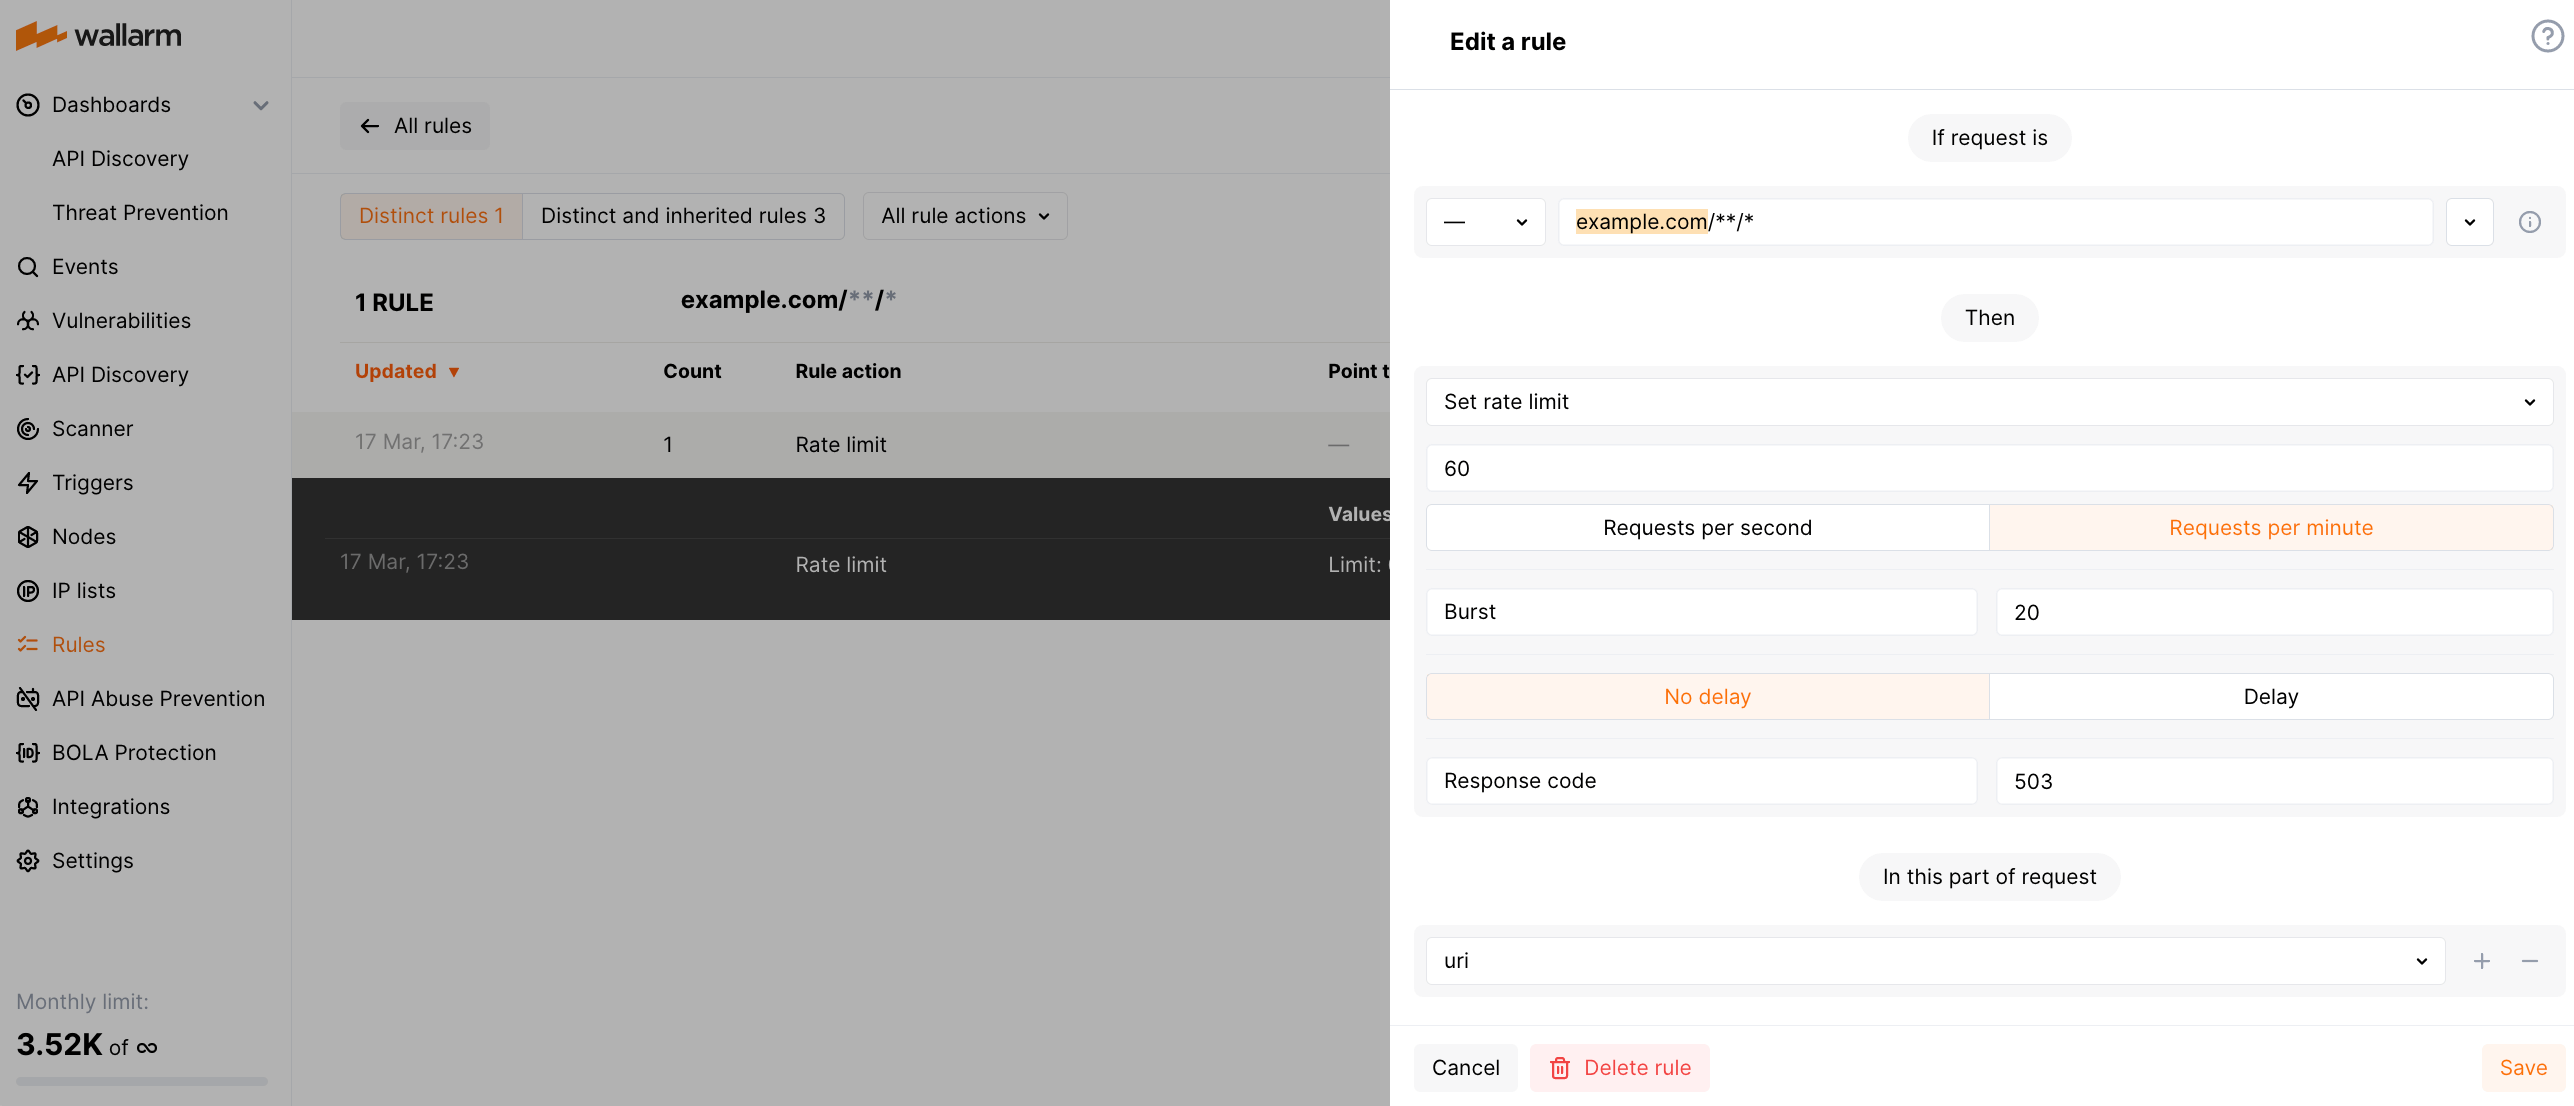 wallarm
Dashboards
API Discovery
Threat Prevention
Events
Vulnerabilities
API Discovery
Scanner
Triggers
Nodes
IP lists
Rules
API Abuse Prevention
BOLA Protection
Integrations
Settings
Monthly limit:
3.52K of ∞
← All rules
Distinct rules 1 Distinct and inherited rules 3 All rule actions
1 RULE example.com/**/*
Updated ▼ Count Rule action Point t
17 Mar, 17:23 1 Rate limit —
Values
17 Mar, 17:23 Rate limit Limit:
Edit a rule
If request is
— example.com/**/*
Then
Set rate limit
60
Requests per second Requests per minute
Burst 20
No delay Delay
Response code 503
In this part of request
uri + −
Cancel Delete rule Save